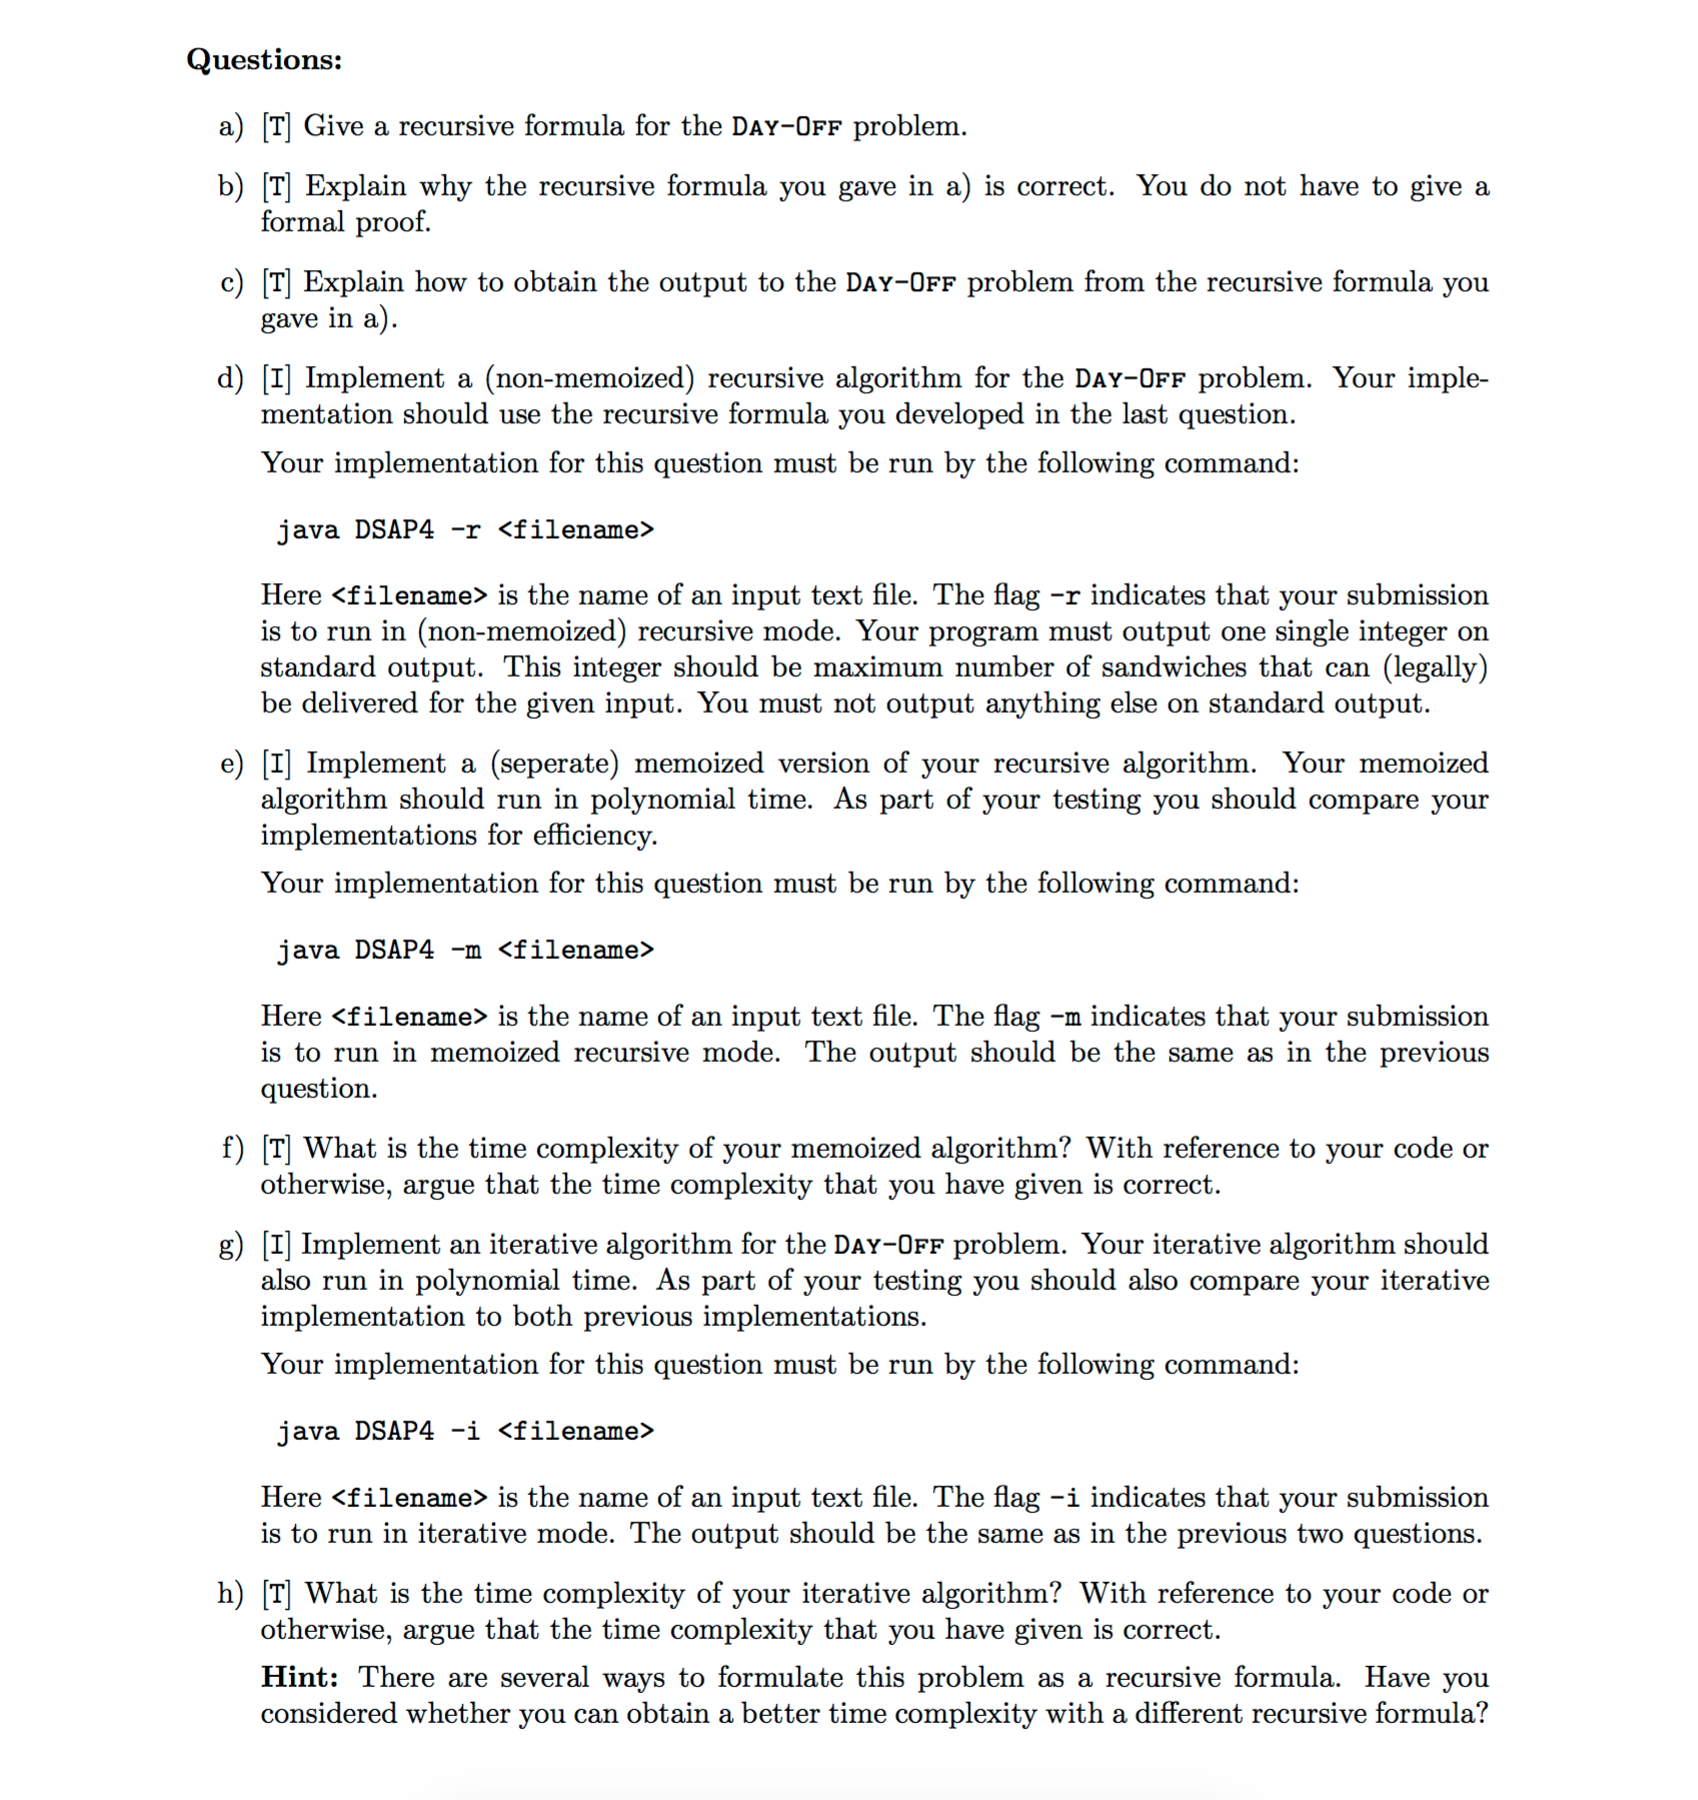 Questions:
a) [T] Give a recursive formula for the DAY-OFF problem.
b) [T] Explain why the recursive formula you gave in a) is correct. You do not have to give a
formal proof.
c) [T] Explain how to obtain the output to the DAY-OFF problem from the recursive formula you
gave in a).
d) [I] Implement a (non-memoized) recursive algorithm for the DAY-OFF problem. Your imple-
mentation should use the recursive formula you developed in the last question.
Your implementation for this question must be run by the following command:
java DSAP4 -r <filename>
Here <filename> is the name of an input text file. The flag -r indicates that your submission
is to run in (non-memoized) recursive mode. Your program must output one single integer on
standard output. This integer should be maximum number of sandwiches that can (legally)
be delivered for the given input. You must not output anything else on standard output.
e) [I] Implement a (seperate) memoized version of your recursive algorithm. Your memoized
algorithm should run in polynomial time. As part of your testing you should compare your
implementations for efficiency.
Your implementation for this question must be run by the following command:
java DSAP4 -m <filename>
Here <filename> is the name of an input text file. The flag -m indicates that your submission
is to run in memoized recursive mode. The output should be the same as in the previous
question.
f) [T] What is the time complexity of your memoized algorithm? With reference to your code or
otherwise, argue that the time complexity that you have given is correct.
g) [I] Implement an iterative algorithm for the DAY-OFF problem. Your iterative algorithm should
also run in polynomial time. As part of your testing you should also compare your iterative
implementation to both previous implementations.
Your implementation for this question must be run by the following command:
java DSAP4 -i <filename>
Here <filename> is the name of an input text file. The flag -i indicates that your submission
is to run in iterative mode. The output should be the same as in the previous two questions.
h) [T] What is the time complexity of your iterative algorithm? With reference to your code or
otherwise, argue that the time complexity that you have given is correct.
Hint: There are several ways to formulate this problem as a recursive formula. Have you
considered whether you can obtain a better time complexity with a different recursive formula?